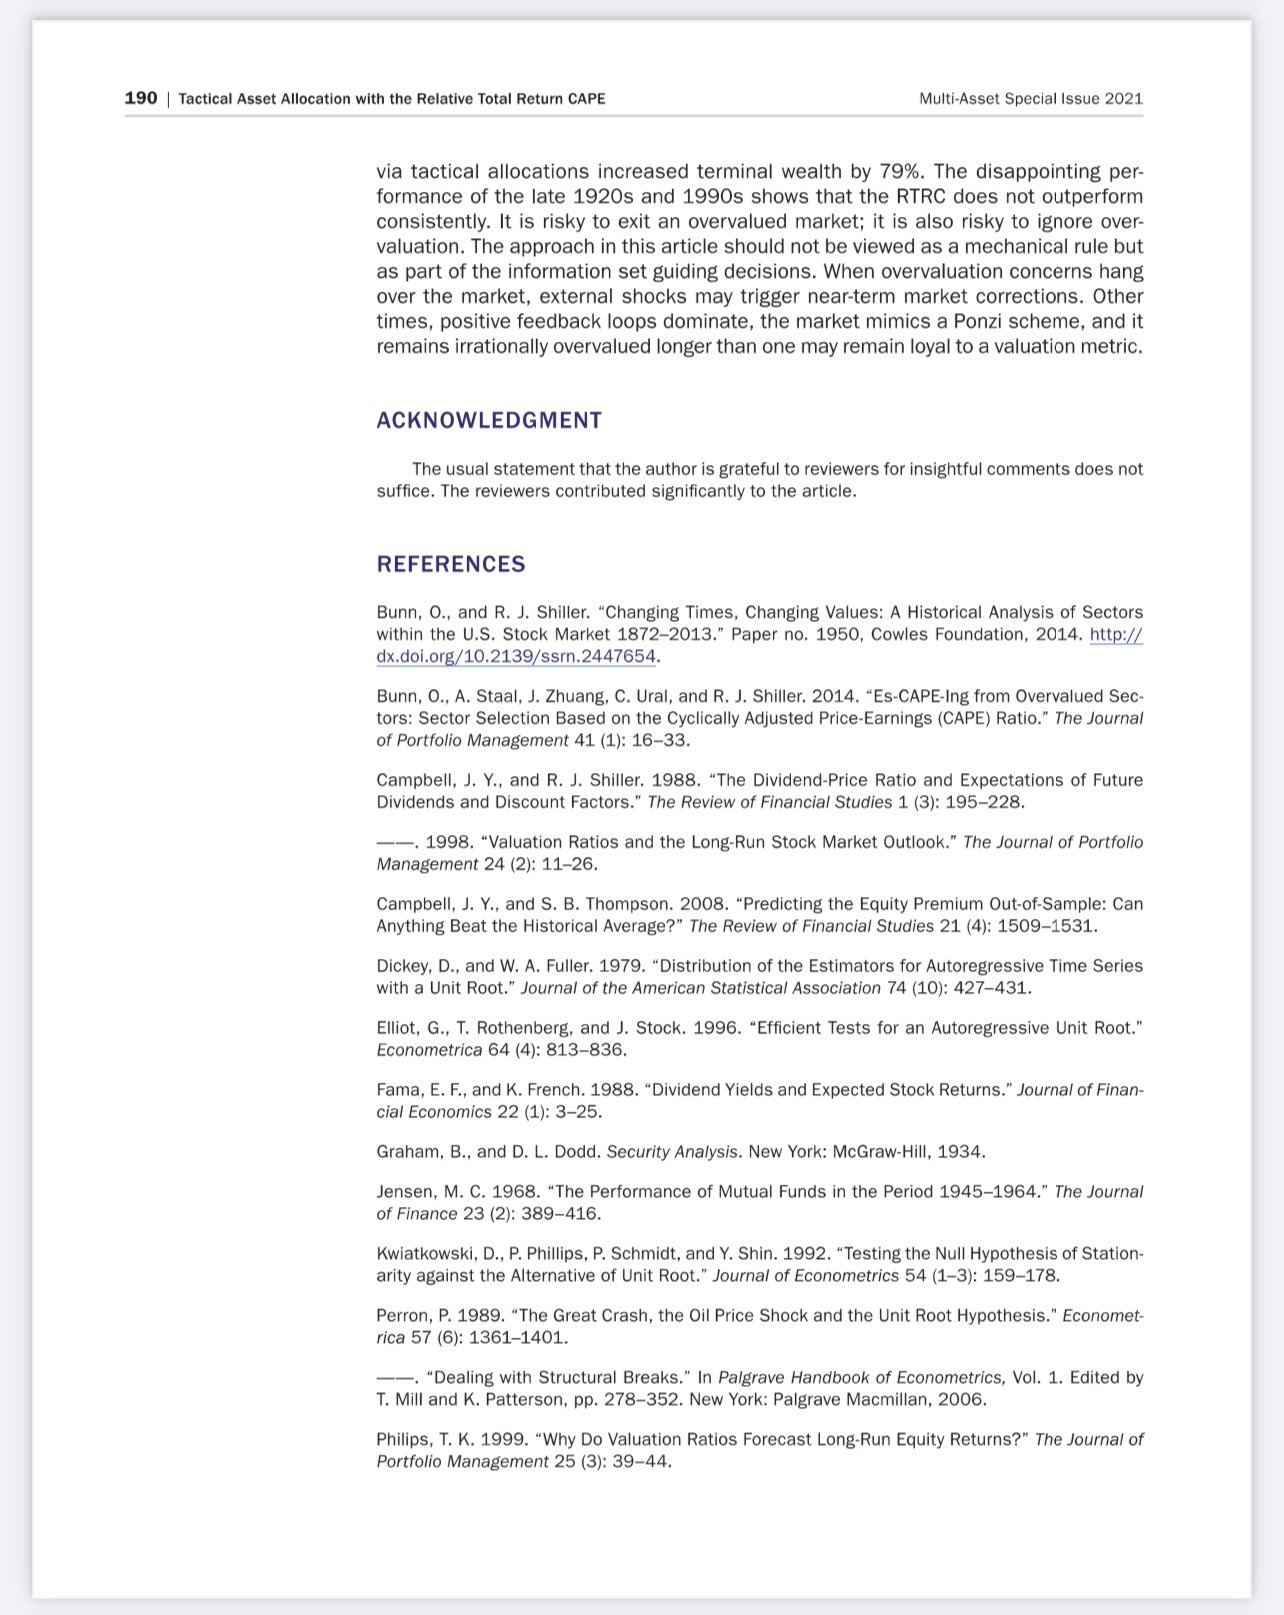 190 | Tactical Asset Allocation with the Relative Total Return CAPE
Multi-Asset Special Issue 2021
via tactical allocations increased terminal wealth by 79%. The disappointing per-
formance of the late 1920s and 1990s shows that the RTRC does not outperform
consistently. It is risky to exit an overvalued market; it is also risky to ignore over-
valuation. The approach in this article should not be viewed as a mechanical rule but
as part of the information set guiding decisions. When overvaluation concerns hang
over the market, external shocks may trigger near-term market corrections. Other
times, positive feedback loops dominate, the market mimics a Ponzi scheme, and it
remains irrationally overvalued longer than one may remain loyal to a valuation metric.
ACKNOWLEDGMENT
The usual statement that the author is grateful to reviewers for insightful comments does not
suffice. The reviewers contributed significantly to the article.
REFERENCES
Bunn, O., and R. J. Shiller. “Changing Times, Changing Values: A Historical Analysis of Sectors
within the U.S. Stock Market 1872–2013.” Paper no. 1950, Cowles Foundation, 2014. http://
dx.doi.org/10.2139/ssrn.2447654.
Bunn, O., A. Staal, J. Zhuang, C. Ural, and R. J. Shiller. 2014. “Es-CAPE-Ing from Overvalued Sec-
tors: Sector Selection Based on the Cyclically Adjusted Price-Earnings (CAPE) Ratio.” The Journal
of Portfolio Management 41 (1): 16–33.
Campbell, J. Y., and R. J. Shiller. 1988. “The Dividend-Price Ratio and Expectations of Future
Dividends and Discount Factors.” The Review of Financial Studies 1 (3): 195–228.
——. 1998. “Valuation Ratios and the Long-Run Stock Market Outlook.” The Journal of Portfolio
Management 24 (2): 11–26.
Campbell, J. Y., and S. B. Thompson. 2008. “Predicting the Equity Premium Out-of-Sample: Can
Anything Beat the Historical Average?” The Review of Financial Studies 21 (4): 1509–1531.
Dickey, D., and W. A. Fuller. 1979. “Distribution of the Estimators for Autoregressive Time Series
with a Unit Root.” Journal of the American Statistical Association 74 (10): 427–431.
Elliot, G., T. Rothenberg, and J. Stock. 1996. “Efficient Tests for an Autoregressive Unit Root.”
Econometrica 64 (4): 813–836.
Fama, E. F., and K. French. 1988. “Dividend Yields and Expected Stock Returns.” Journal of Finan-
cial Economics 22 (1): 3–25.
Graham, B., and D. L. Dodd. Security Analysis. New York: McGraw-Hill, 1934.
Jensen, M. C. 1968. “The Performance of Mutual Funds in the Period 1945–1964.” The Journal
of Finance 23 (2): 389–416.
Kwiatkowski, D., P. Phillips, P. Schmidt, and Y. Shin. 1992. “Testing the Null Hypothesis of Station-
arity against the Alternative of Unit Root.” Journal of Econometrics 54 (1–3): 159–178.
Perron, P. 1989. “The Great Crash, the Oil Price Shock and the Unit Root Hypothesis.” Economet-
rica 57 (6): 1361–1401.
——. “Dealing with Structural Breaks.” In Palgrave Handbook of Econometrics, Vol. 1. Edited by
T. Mill and K. Patterson, pp. 278–352. New York: Palgrave Macmillan, 2006.
Philips, T. K. 1999. “Why Do Valuation Ratios Forecast Long-Run Equity Returns?” The Journal of
Portfolio Management 25 (3): 39–44.